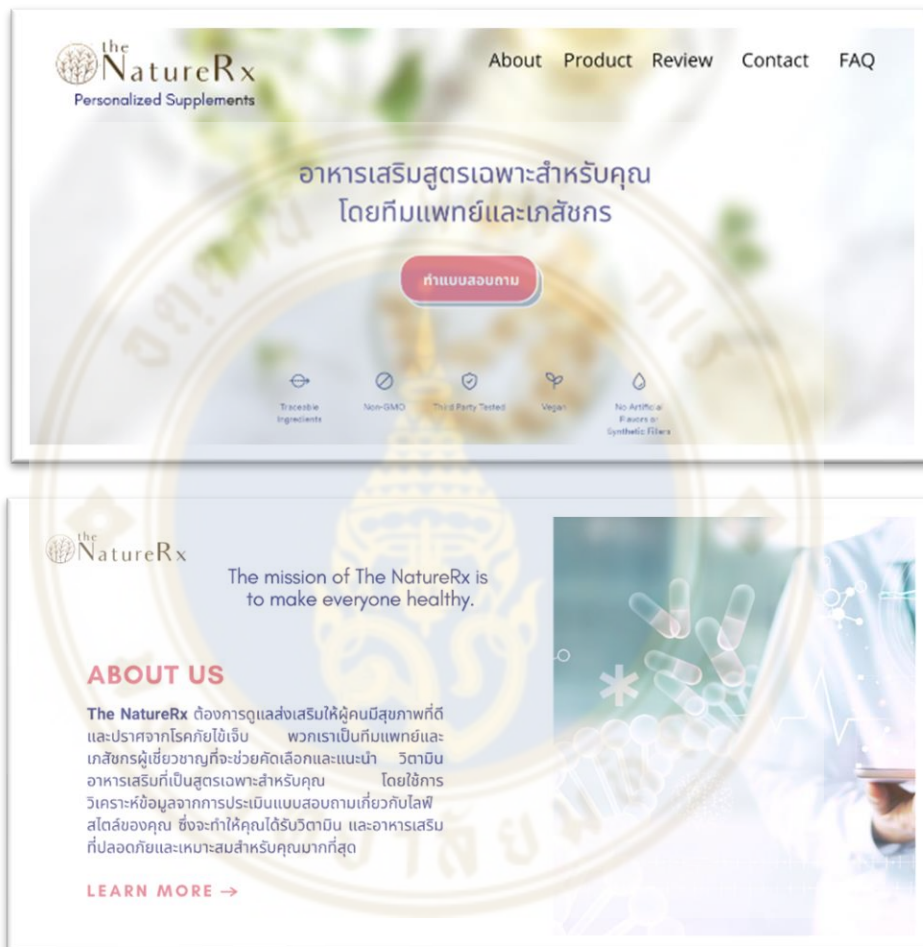 the
NatureRx
Personalized Supplements
About Product Review Contact FAQ
อาหารเสริมสูตรเฉพาะสำหรับคุณ
โดยทีมแพทย์และเภสัชกร
ทำแบบสอบถาม
Traceable
Ingredients
Non-GMO
Third Party Tested
Vegan
No Artificial
Flavors or
Synthetic Fillers
the
NatureRx
The mission of The NatureRx is
to make everyone healthy.
ABOUT US
The NatureRx ต้องการดูแลส่งเสริมให้ผู้คนมีสุขภาพที่ดี
และปราศจากโรคภัยไข้เจ็บ พวกเราเป็นทีมแพทย์และ
เภสัชกรผู้เชี่ยวชาญที่จะช่วยคัดเลือกและแนะนำ วิตามิน
อาหารเสริมที่เป็นสูตรเฉพาะสำหรับคุณ โดยใช้การ
วิเคราะห์ข้อมูลจากการประเมินแบบสอบถามเกี่ยวกับไลฟ์
สไตล์ของคุณ ซึ่งจะทำให้คุณได้รับวิตามิน และอาหารเสริม
ที่ปลอดภัยและเหมาะสมสำหรับคุณมากที่สุด
LEARN MORE →